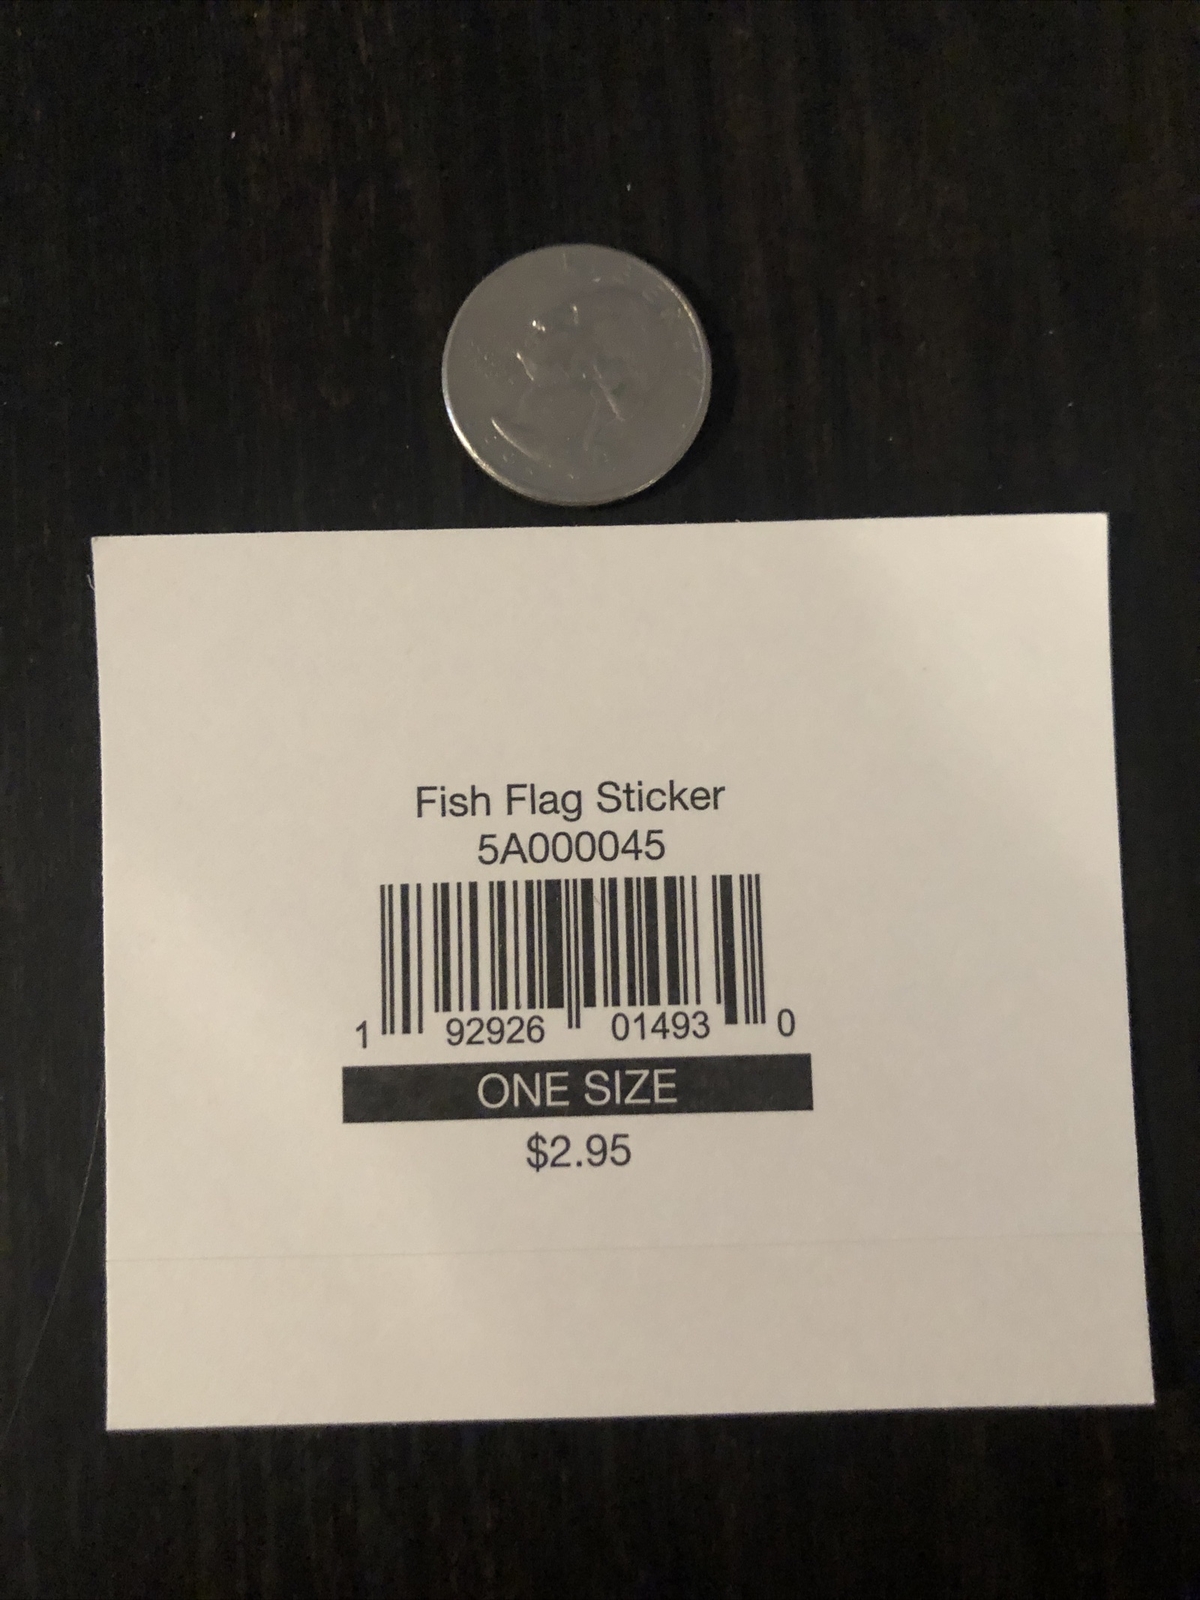 Fish Flag Sticker
5A000045
1 92926 01493 0
ONE SIZE
$2.95